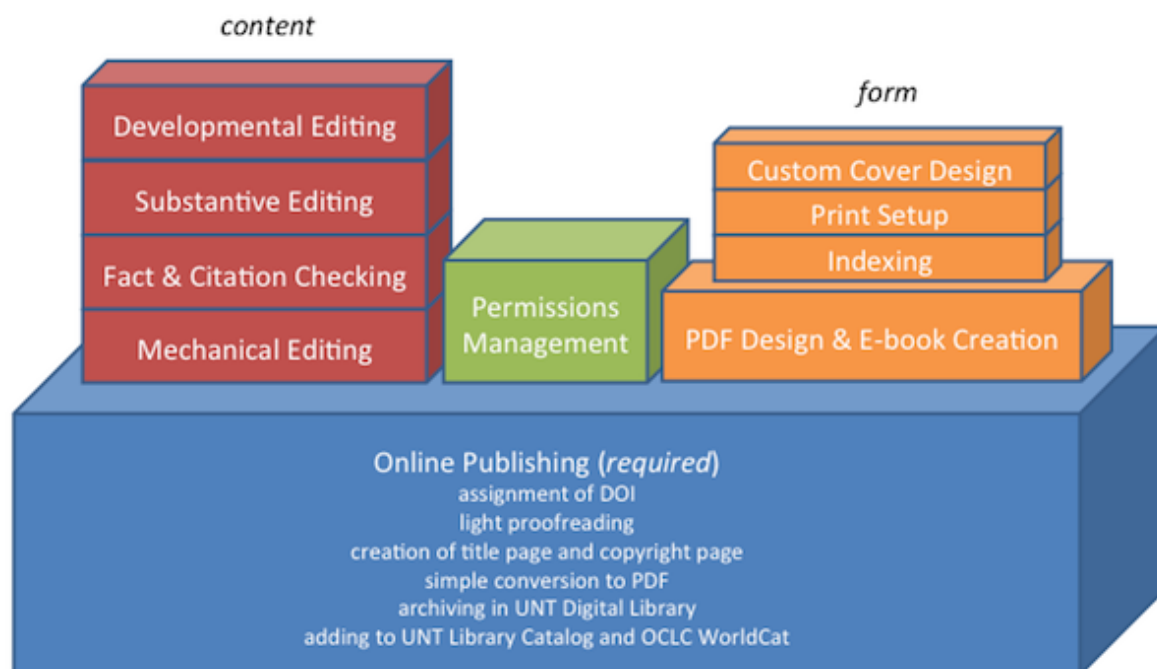 content
Developmental Editing
Substantive Editing
Fact & Citation Checking
Mechanical Editing
Permissions
Management
form
Custom Cover Design
Print Setup
Indexing
PDF Design & E-book Creation
Online Publishing (required)
assignment of DOI
light proofreading
creation of title page and copyright page
simple conversion to PDF
archiving in UNT Digital Library
adding to UNT Library Catalog and OCLC WorldCat